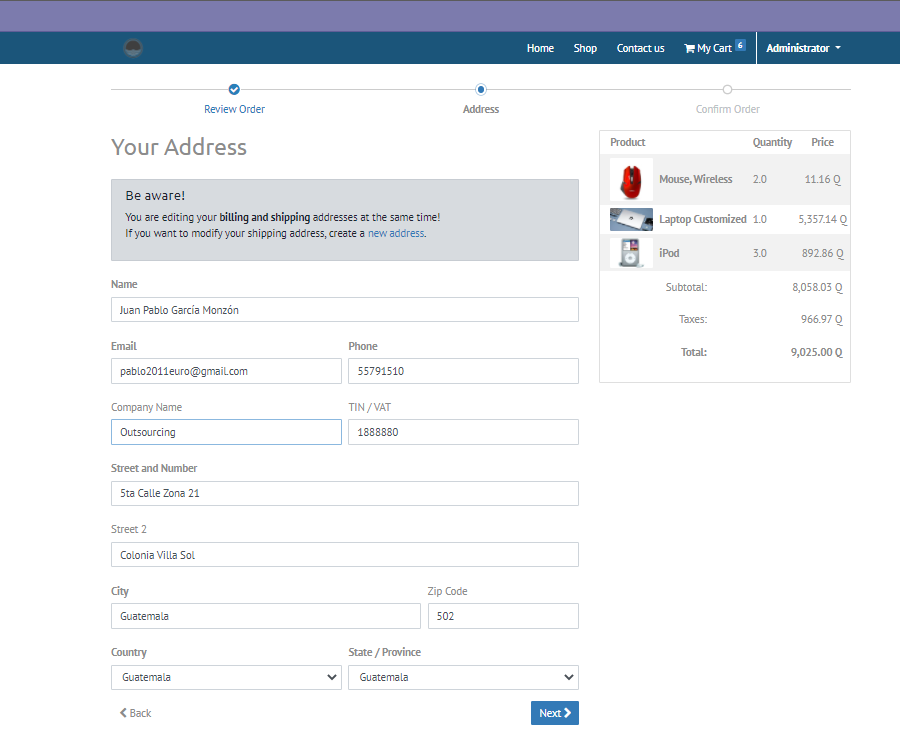 Home Shop Contact us My Cart 6 Administrator
Review Order Address Confirm Order
Your Address
Be aware!
You are editing your billing and shipping addresses at the same time!
If you want to modify your shipping address, create a new address.
Name
Juan Pablo García Monzón
Email Phone
pablo2011euro@gmail.com 55791510
Company Name TIN / VAT
Outsourcing 1888880
Street and Number
5ta Calle Zona 21
Street 2
Colonia Villa Sol
City Zip Code
Guatemala 502
Country State / Province
Guatemala Guatemala
Back Next
Product Quantity Price
Mouse, Wireless 2.0 11.16 Q
Laptop Customized 1.0 5,357.14 Q
iPod 3.0 892.86 Q
Subtotal: 8,058.03 Q
Taxes: 966.97 Q
Total: 9,025.00 Q